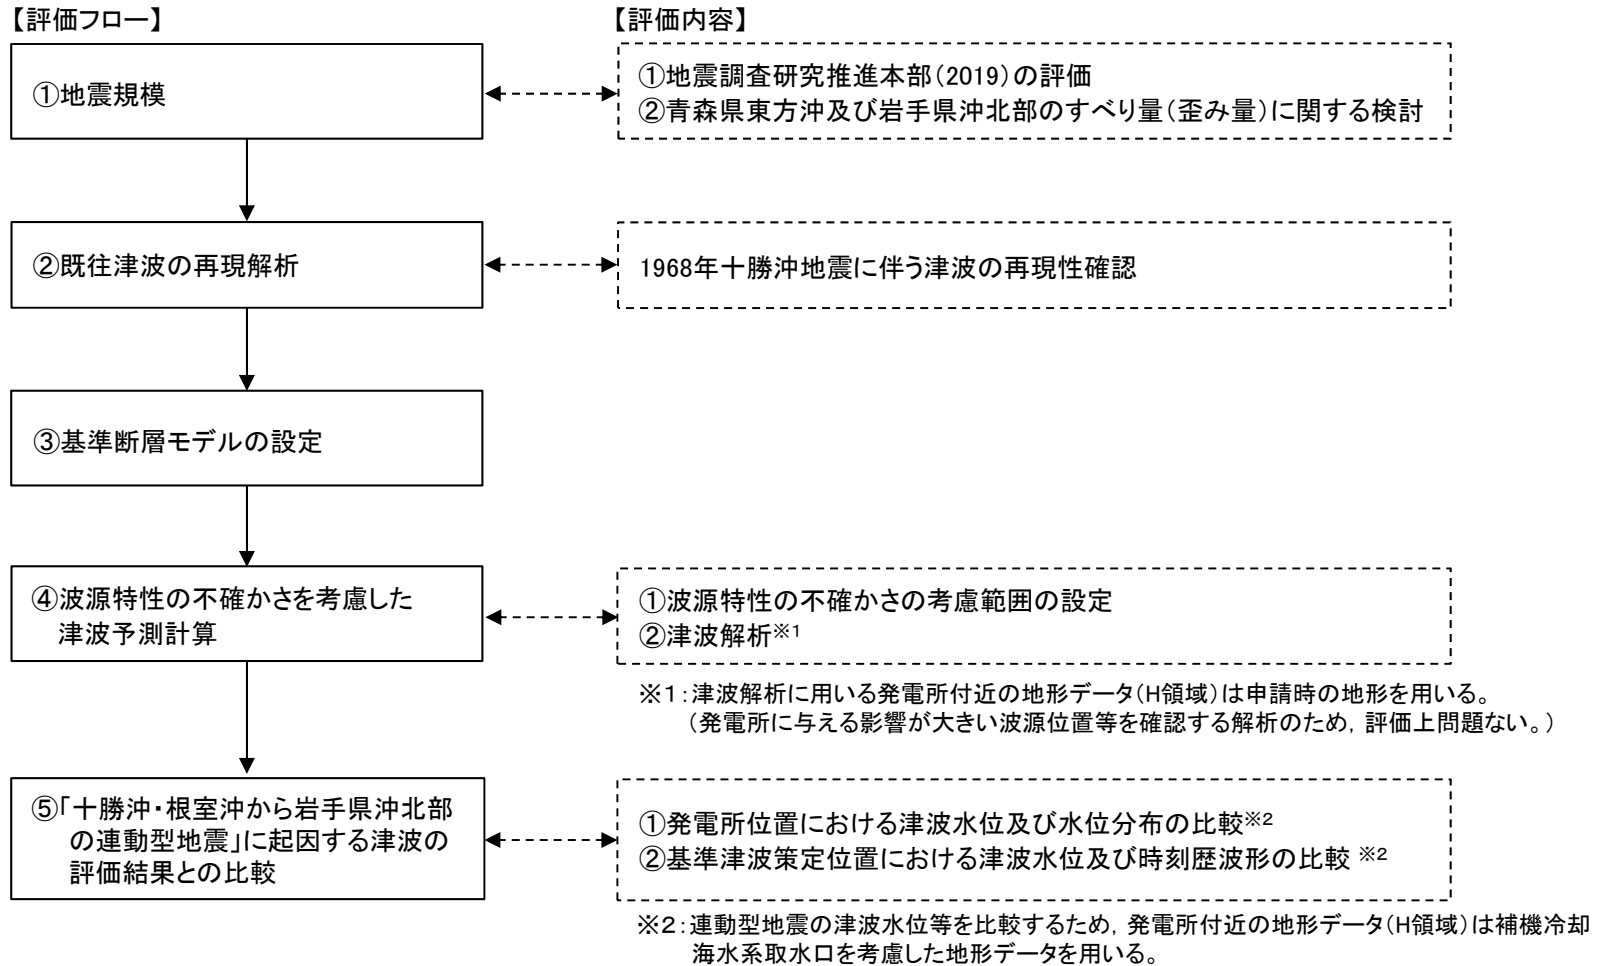 【評価フロー】
【評価内容】
①地震規模
①地震調査研究推進本部(2019)の評価
②青森県東方沖及び岩手県沖北部のすべり量(歪み量)に関する検討
②既往津波の再現解析
1968年十勝沖地震に伴う津波の再現性確認
③基準断層モデルの設定
④波源特性の不確かさを考慮した
津波予測計算
①波源特性の不確かさの考慮範囲の設定
②津波解析※1
※1:津波解析に用いる発電所付近の地形データ(H領域)は申請時の地形を用いる。
(発電所に与える影響が大きい波源位置等を確認する解析のため,評価上問題ない。)
⑤「十勝沖・根室沖から岩手県沖北部
の連動型地震」に起因する津波の
評価結果との比較
①発電所位置における津波水位及び水位分布の比較※2
②基準津波策定位置における津波水位及び時刻歴波形の比較 ※2
※2:連動型地震の津波水位等を比較するため,発電所付近の地形データ(H領域)は補機冷却
海水系取水口を考慮した地形データを用いる。